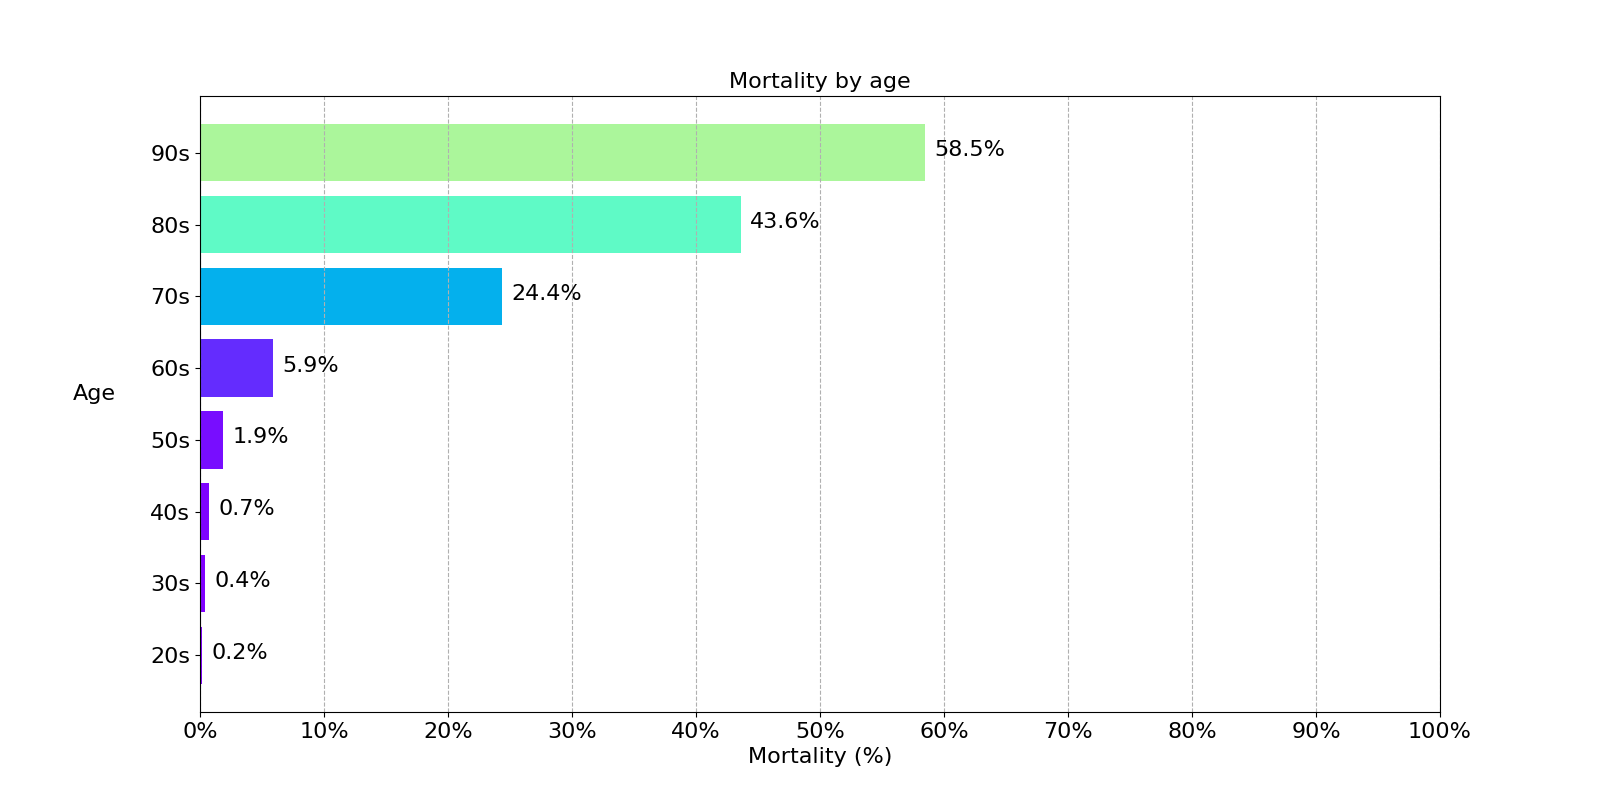 Mortality by age
90s 58.5%
80s 43.6%
70s 24.4%
60s 5.9%
Age
50s 1.9%
40s 0.7%
30s 0.4%
20s 0.2%
0% 10% 20% 30% 40% 50% 60% 70% 80% 90% 100%
Mortality (%)